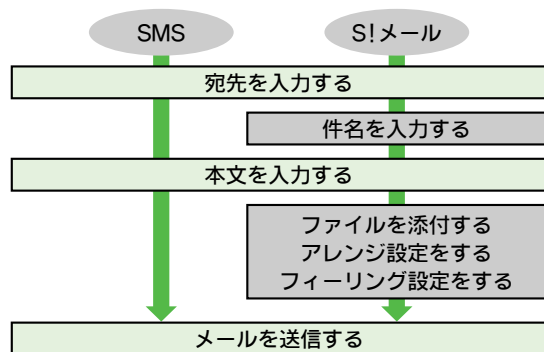 SMS
S!メール
宛先を入力する
件名を入力する
本文を入力する
ファイルを添付する
アレンジ設定をする
フィーリング設定をする
メールを送信する